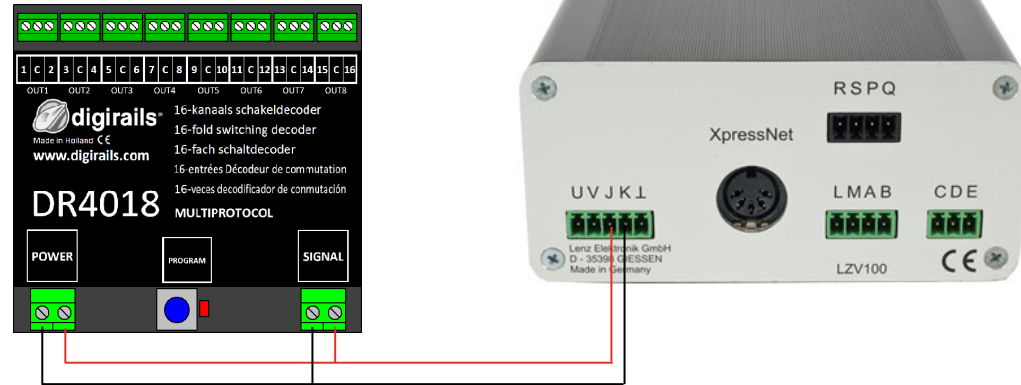 1 C 2 3 C 4 5 C 6 7 C 8 9 C 10 11 C 12 13 C 14 15 C 16
OUT1 OUT2 OUT3 OUT4 OUT5 OUT6 OUT7 OUT8
digirails®
Made in Holland CE
www.digirails.com
16-kanaals schakeldecoder
16-fold switching decoder
16-fach schaltdecoder
16-entrées Décodeur de commutation
16-veces decodificador de conmutación
DR4018
MULTIPROTOCOL
POWER
PROGRAM
SIGNAL
RSPQ
XpressNet
UVJK⊥
LMAB
CDE
Lenz Elektronik GmbH
D - 35398 GIESSEN
Made in Germany
LZV100
CE